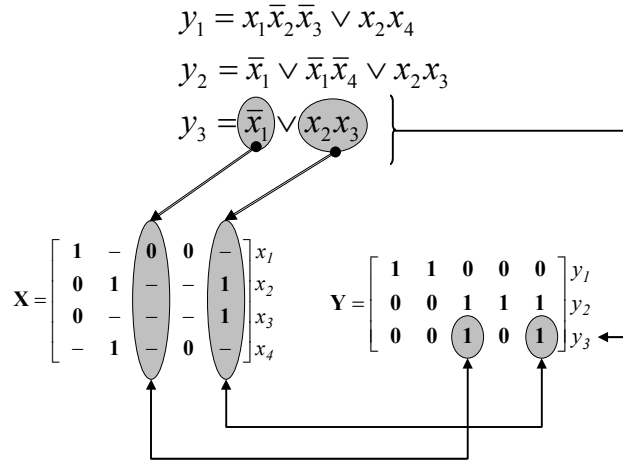 y₁ = x₁x̅₂x̅₃ ∨ x₂x₄
y₂ = x̅₁ ∨ x̅₁x̅₄ ∨ x₂x₃
y₃ = x̅₁ ∨ x₂x₃
X =
1 – 0 0 – x₁
0 1 – – 1 x₂
0 – – – 1 x₃
– 1 – 0 – x₄
Y =
1 1 0 0 0 y₁
0 0 1 1 1 y₂
0 0 1 0 1 y₃